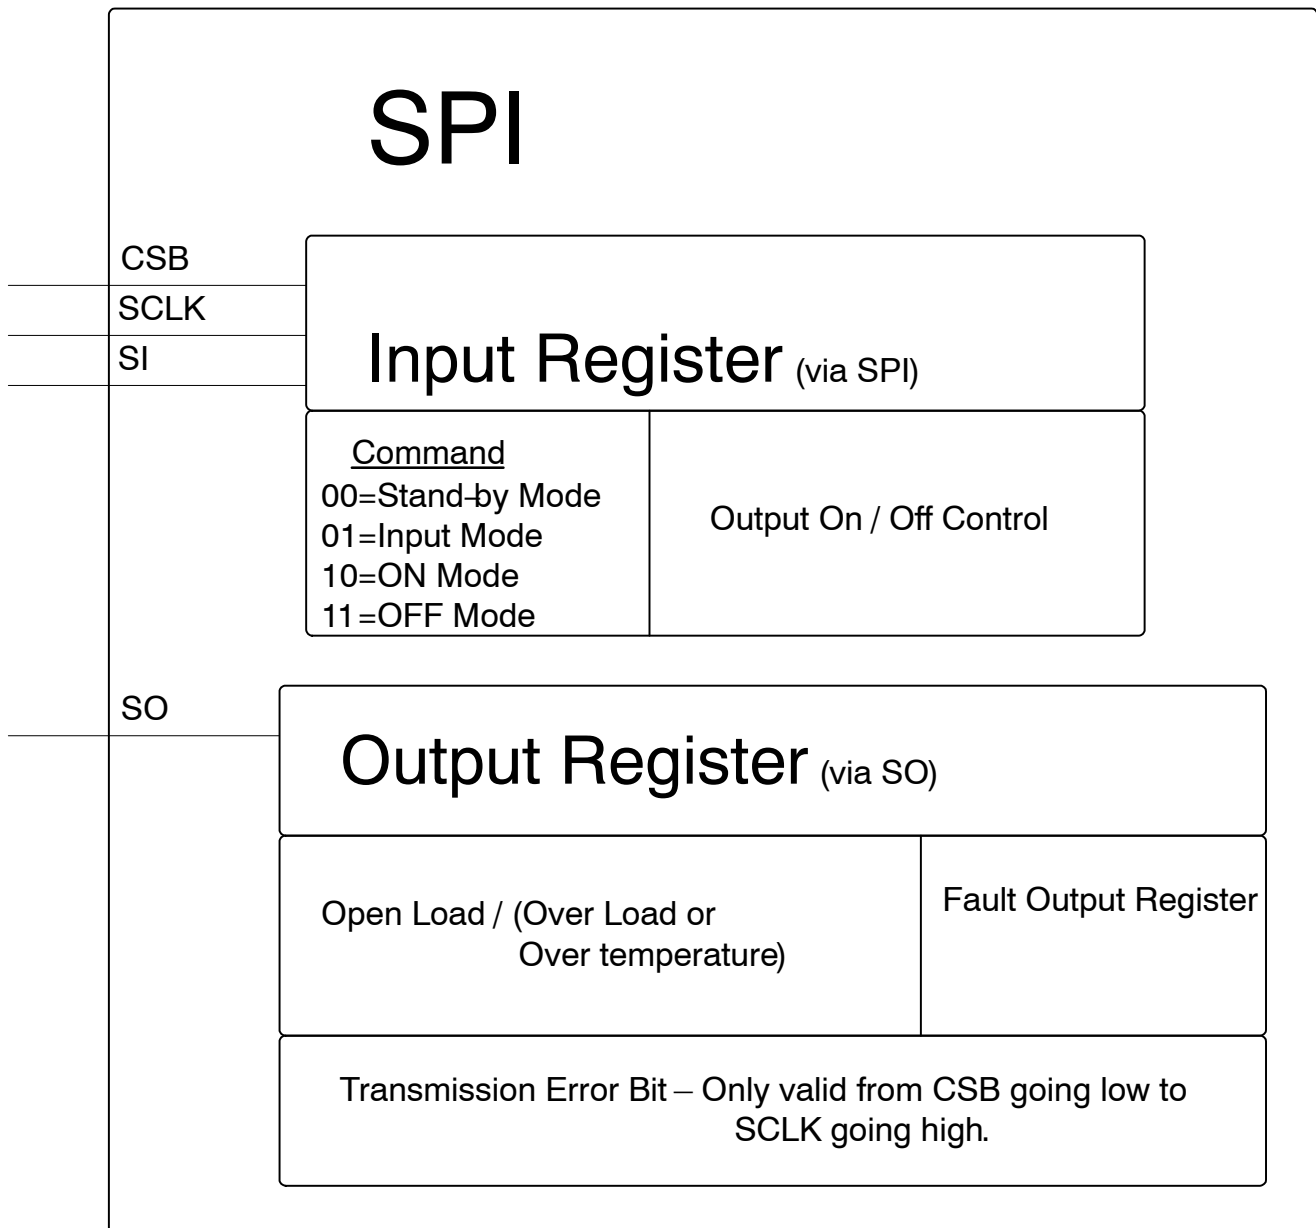 SPI
CSB
SCLK
SI
Input Register (via SPI)
Command
00=Stand-by Mode
01=Input Mode
10=ON Mode
11=OFF Mode
Output On / Off Control
SO
Output Register (via SO)
Open Load / (Over Load or
Over temperature)
Fault Output Register
Transmission Error Bit – Only valid from CSB going low to
SCLK going high.